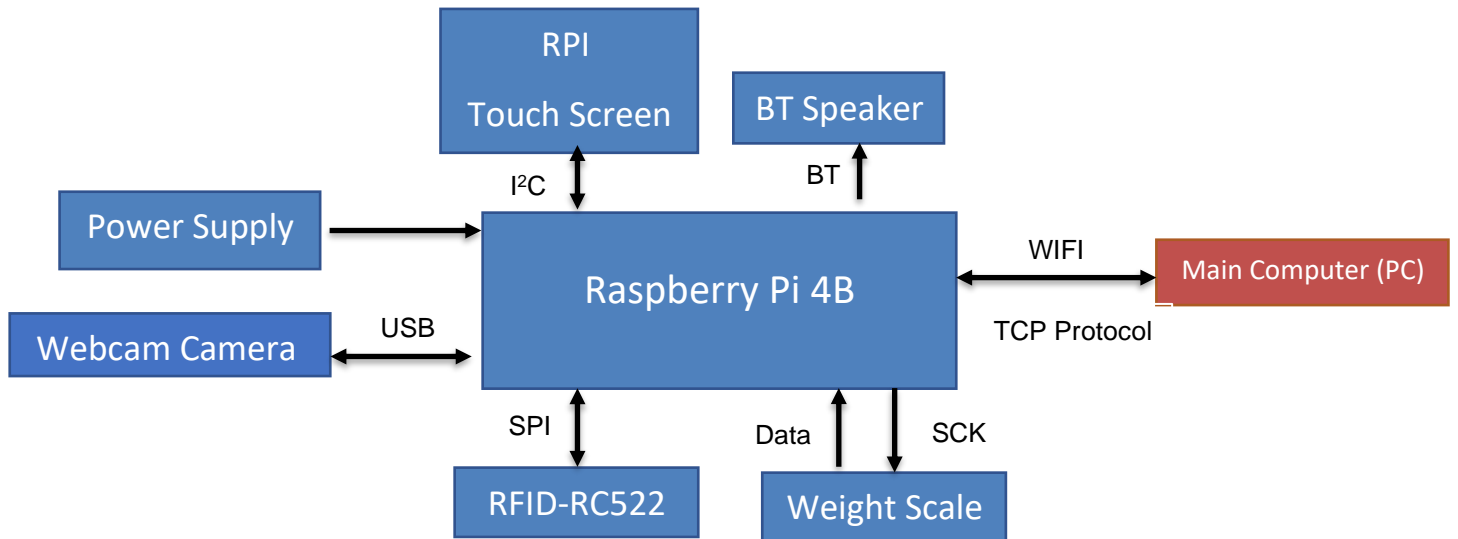 RPI
Touch Screen
BT Speaker
I²C
BT
Power Supply
Raspberry Pi 4B
WIFI
Main Computer (PC)
TCP Protocol
USB
Webcam Camera
SPI
Data
SCK
RFID-RC522
Weight Scale